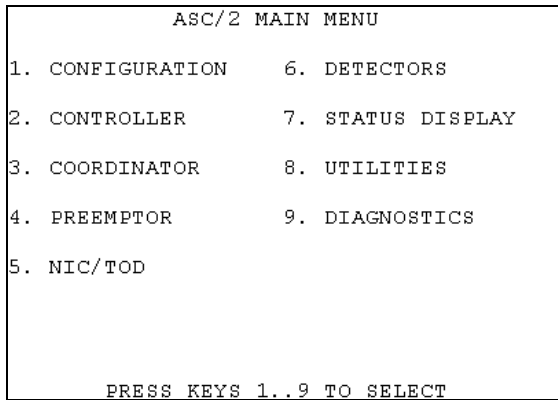 ASC/2 MAIN MENU
1. CONFIGURATION 6. DETECTORS
2. CONTROLLER 7. STATUS DISPLAY
3. COORDINATOR 8. UTILITIES
4. PREEMPTOR 9. DIAGNOSTICS
5. NIC/TOD
PRESS KEYS 1..9 TO SELECT